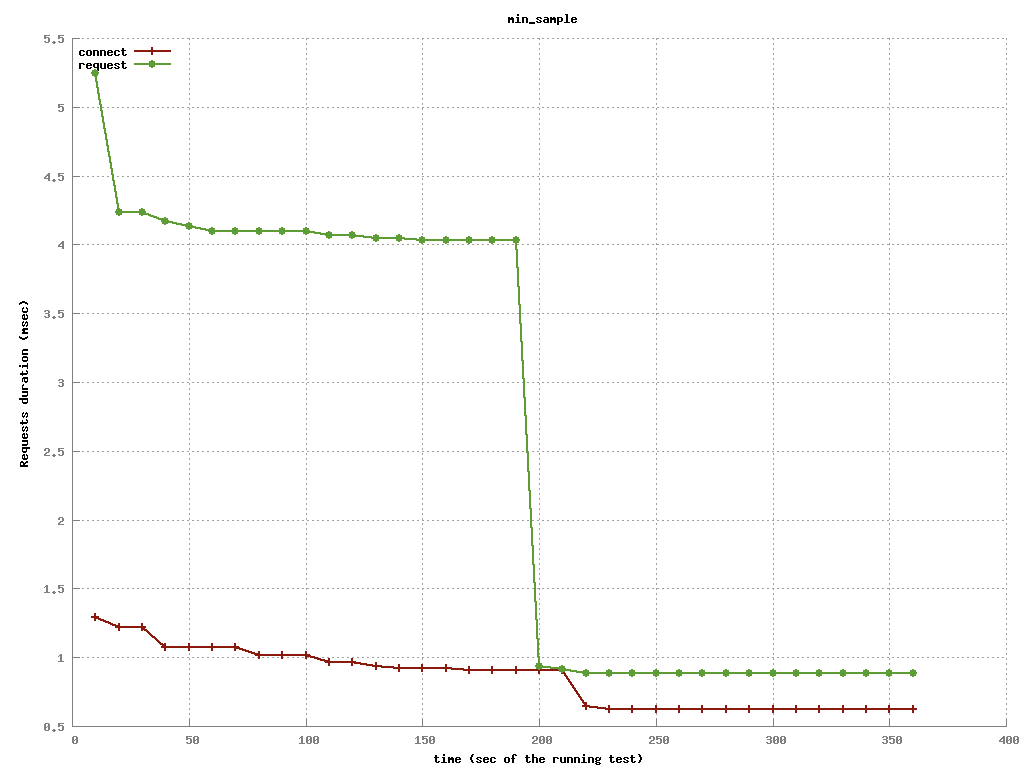 min_sample
5.5
connect
request
5
4.5
4
3.5
3
2.5
2
1.5
1
0.5
Requests duration (msec)
0 50 100 150 200 250 300 350 400
time (sec of the running test)